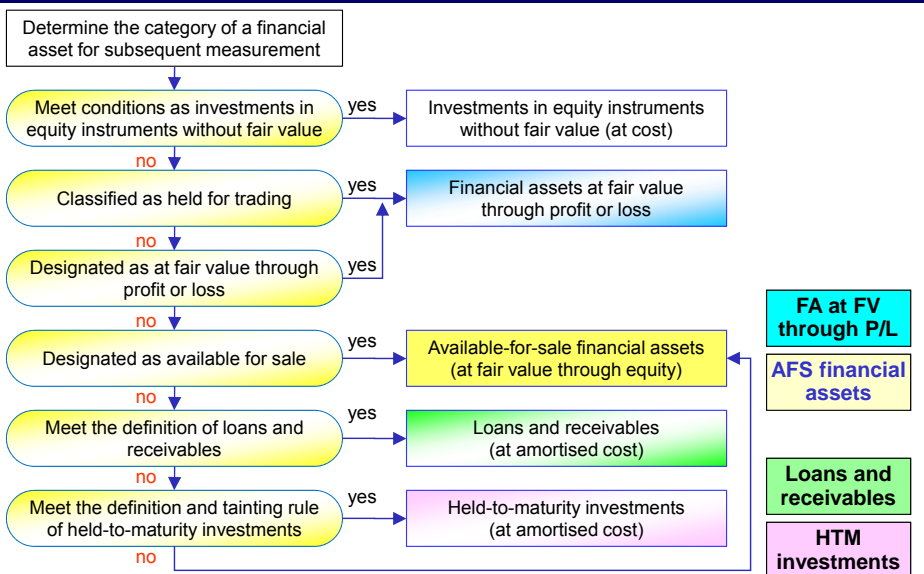 Determine the category of a financial
asset for subsequent measurement
Meet conditions as investments in
equity instruments without fair value
yes
Investments in equity instruments
without fair value (at cost)
no
Classified as held for trading
yes
Financial assets at fair value
through profit or loss
no
Designated as at fair value through
profit or loss
yes
no
Designated as available for sale
yes
Available-for-sale financial assets
(at fair value through equity)
no
Meet the definition of loans and
receivables
yes
Loans and receivables
(at amortised cost)
no
Meet the definition and tainting rule
of held-to-maturity investments
yes
Held-to-maturity investments
(at amortised cost)
no
FA at FV
through P/L
AFS financial
assets
Loans and
receivables
HTM
investments